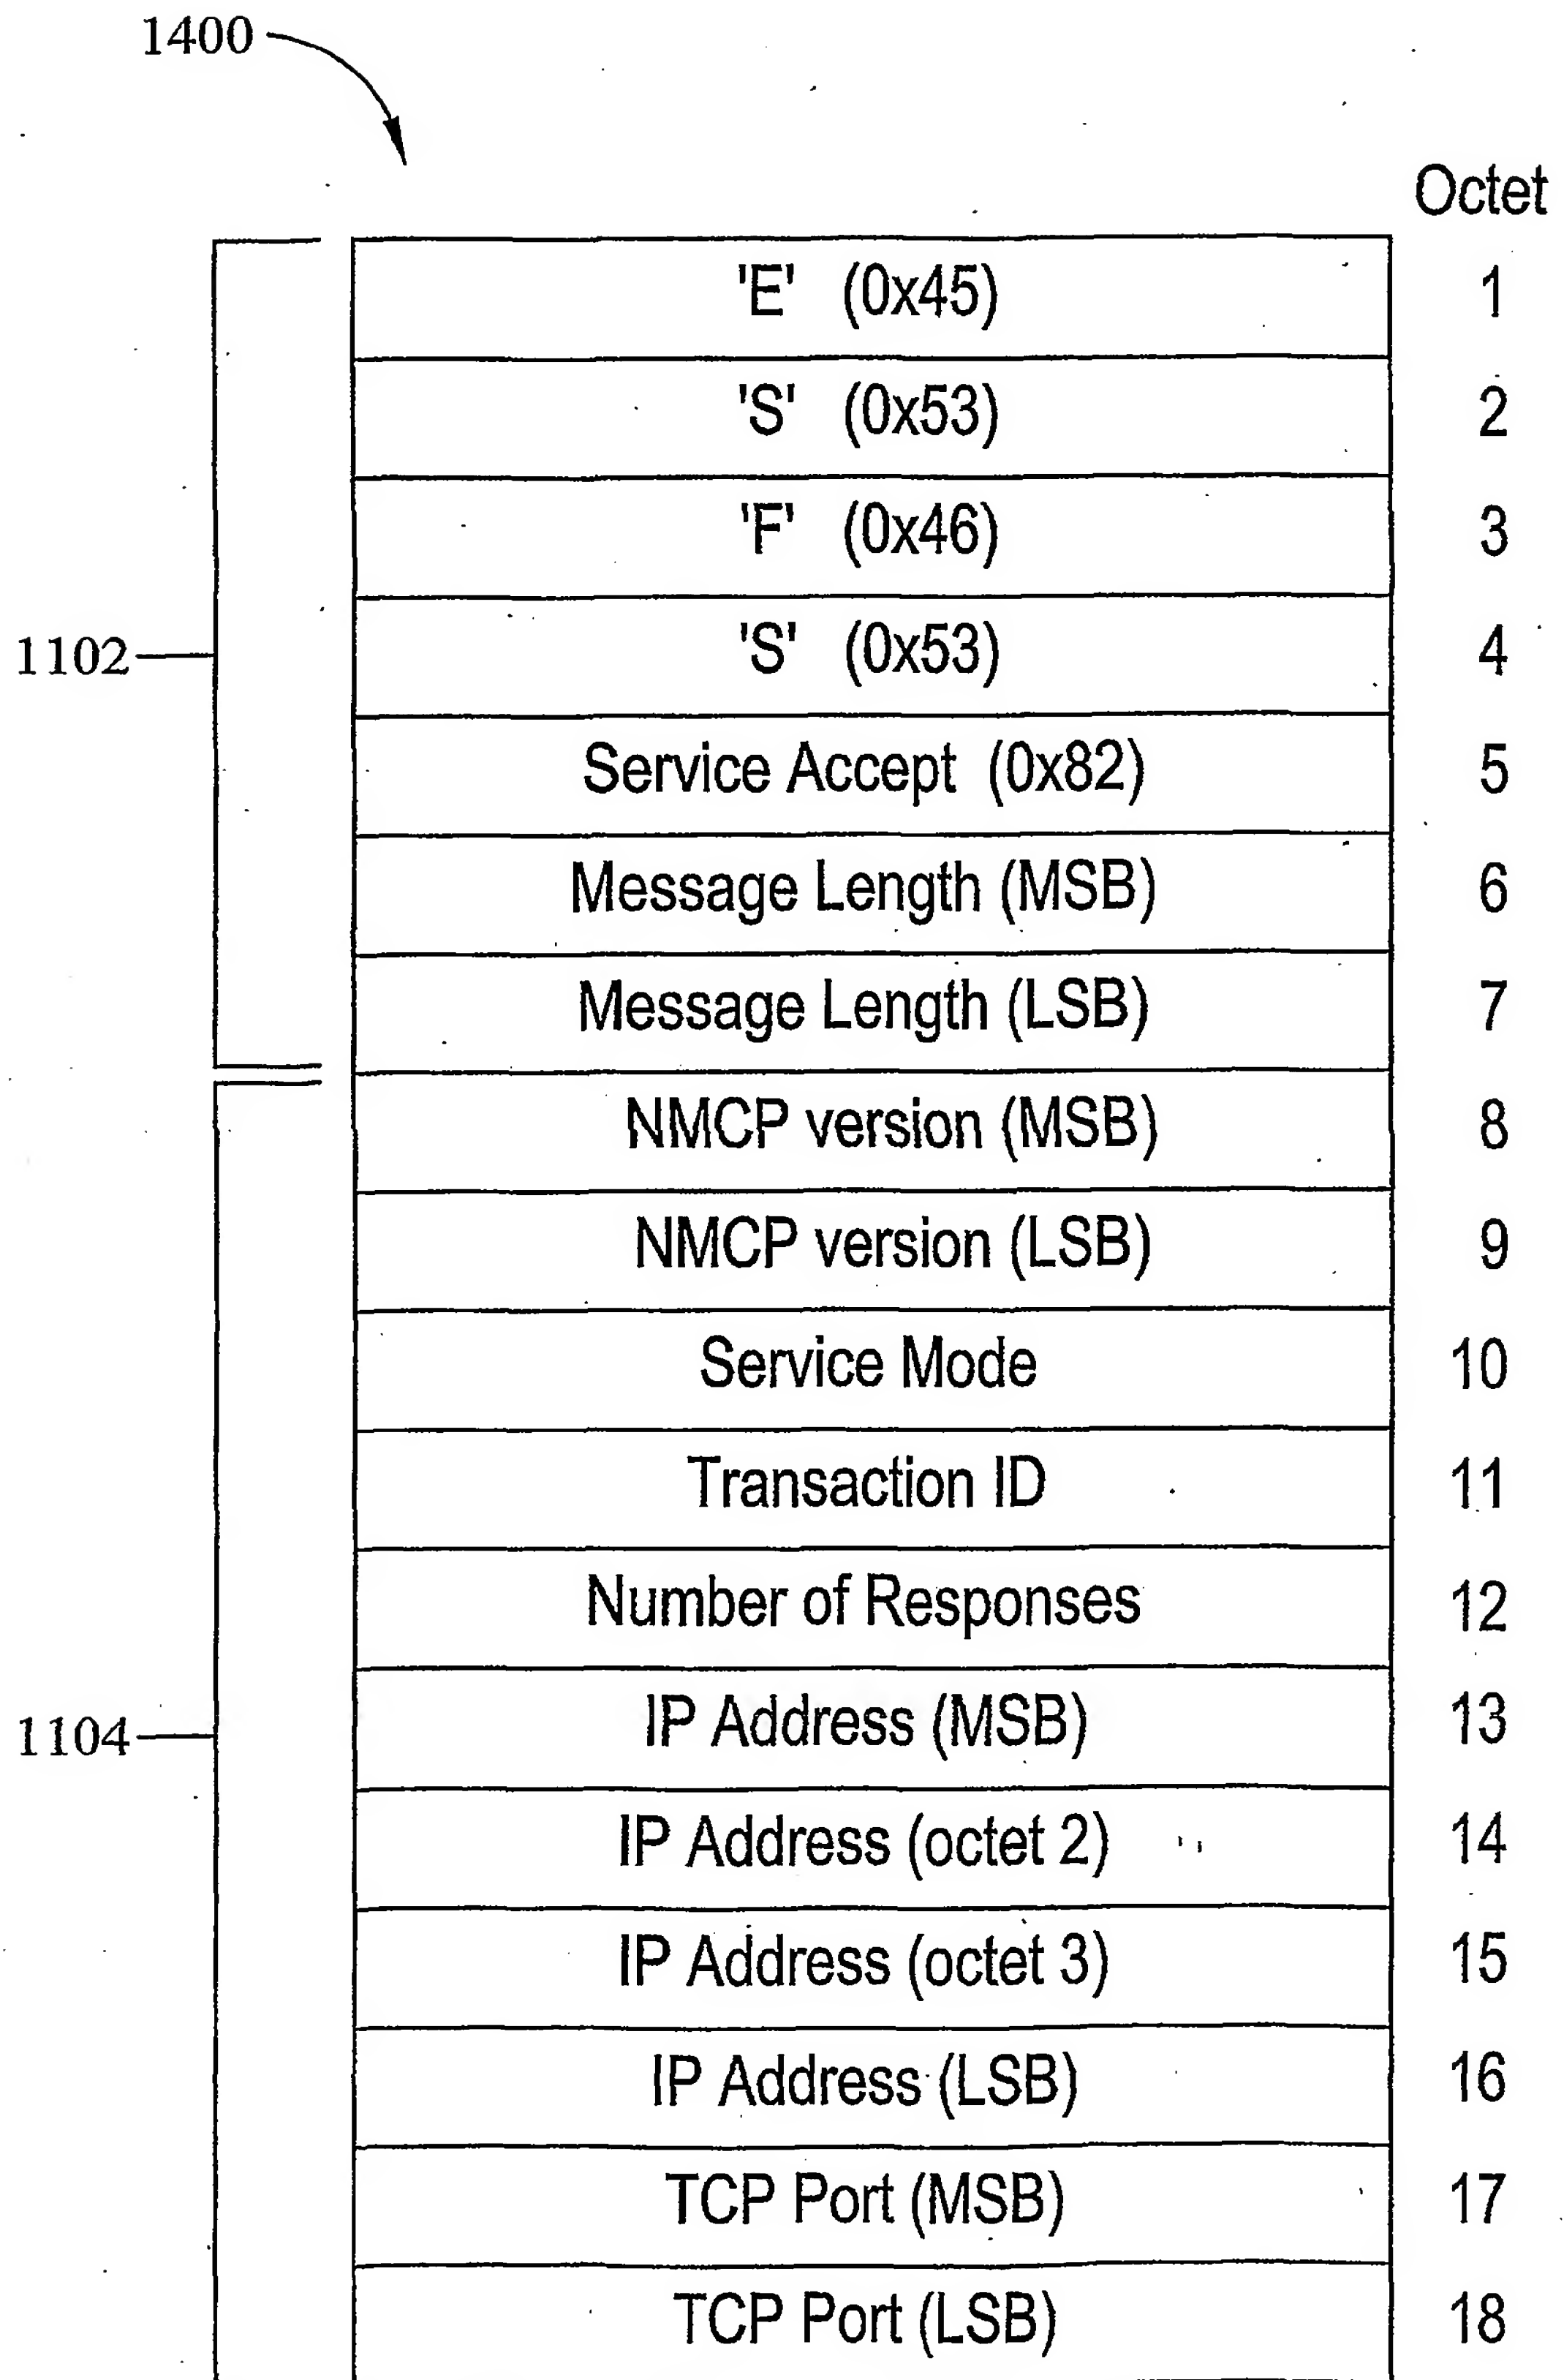 1400
Octet
'E' (0x45) 1
'S' (0x53) 2
'F' (0x46) 3
1102 'S' (0x53) 4
Service Accept (0x82) 5
Message Length (MSB) 6
Message Length (LSB) 7
NMCP version (MSB) 8
NMCP version (LSB) 9
Service Mode 10
Transaction ID 11
Number of Responses 12
1104 IP Address (MSB) 13
IP Address (octet 2) 14
IP Address (octet 3) 15
IP Address (LSB) 16
TCP Port (MSB) 17
TCP Port (LSB) 18